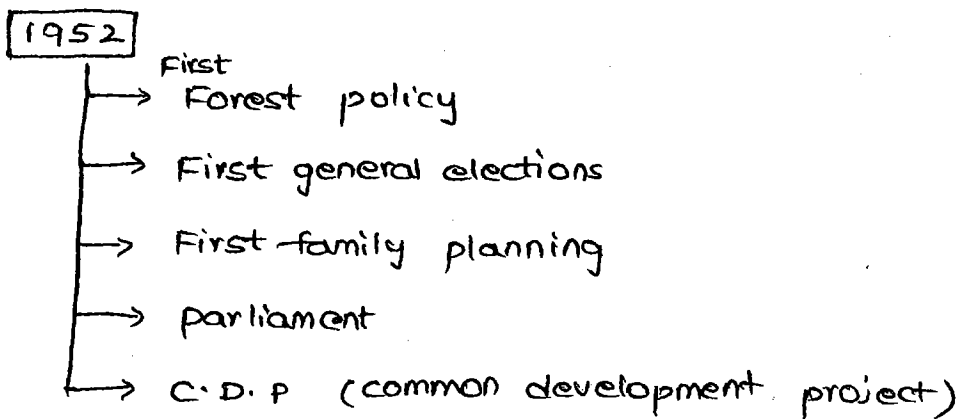 1952
First
Forest policy
First general elections
First family planning
parliament
C.D.P (common development project)